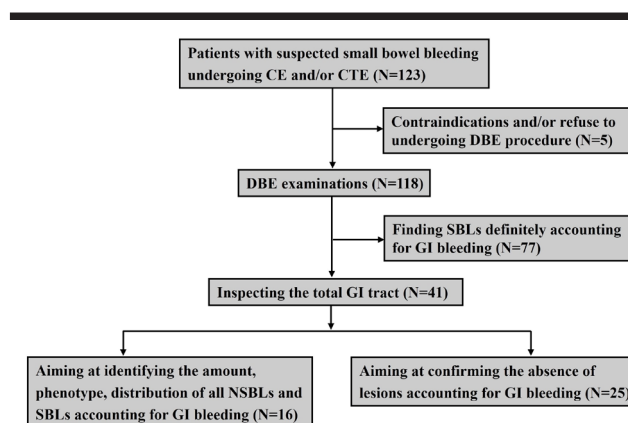 Patients with suspected small bowel bleeding
undergoing CE and/or CTE (N=123)
Contraindications and/or refuse to
undergoing DBE procedure (N=5)
DBE examinations (N=118)
Finding SBLs definitely accounting
for GI bleeding (N=77)
Inspecting the total GI tract (N=41)
Aiming at identifying the amount,
phenotype, distribution of all NSBLs and
SBLs accounting for GI bleeding (N=16)
Aiming at confirming the absence of
lesions accounting for GI bleeding (N=25)